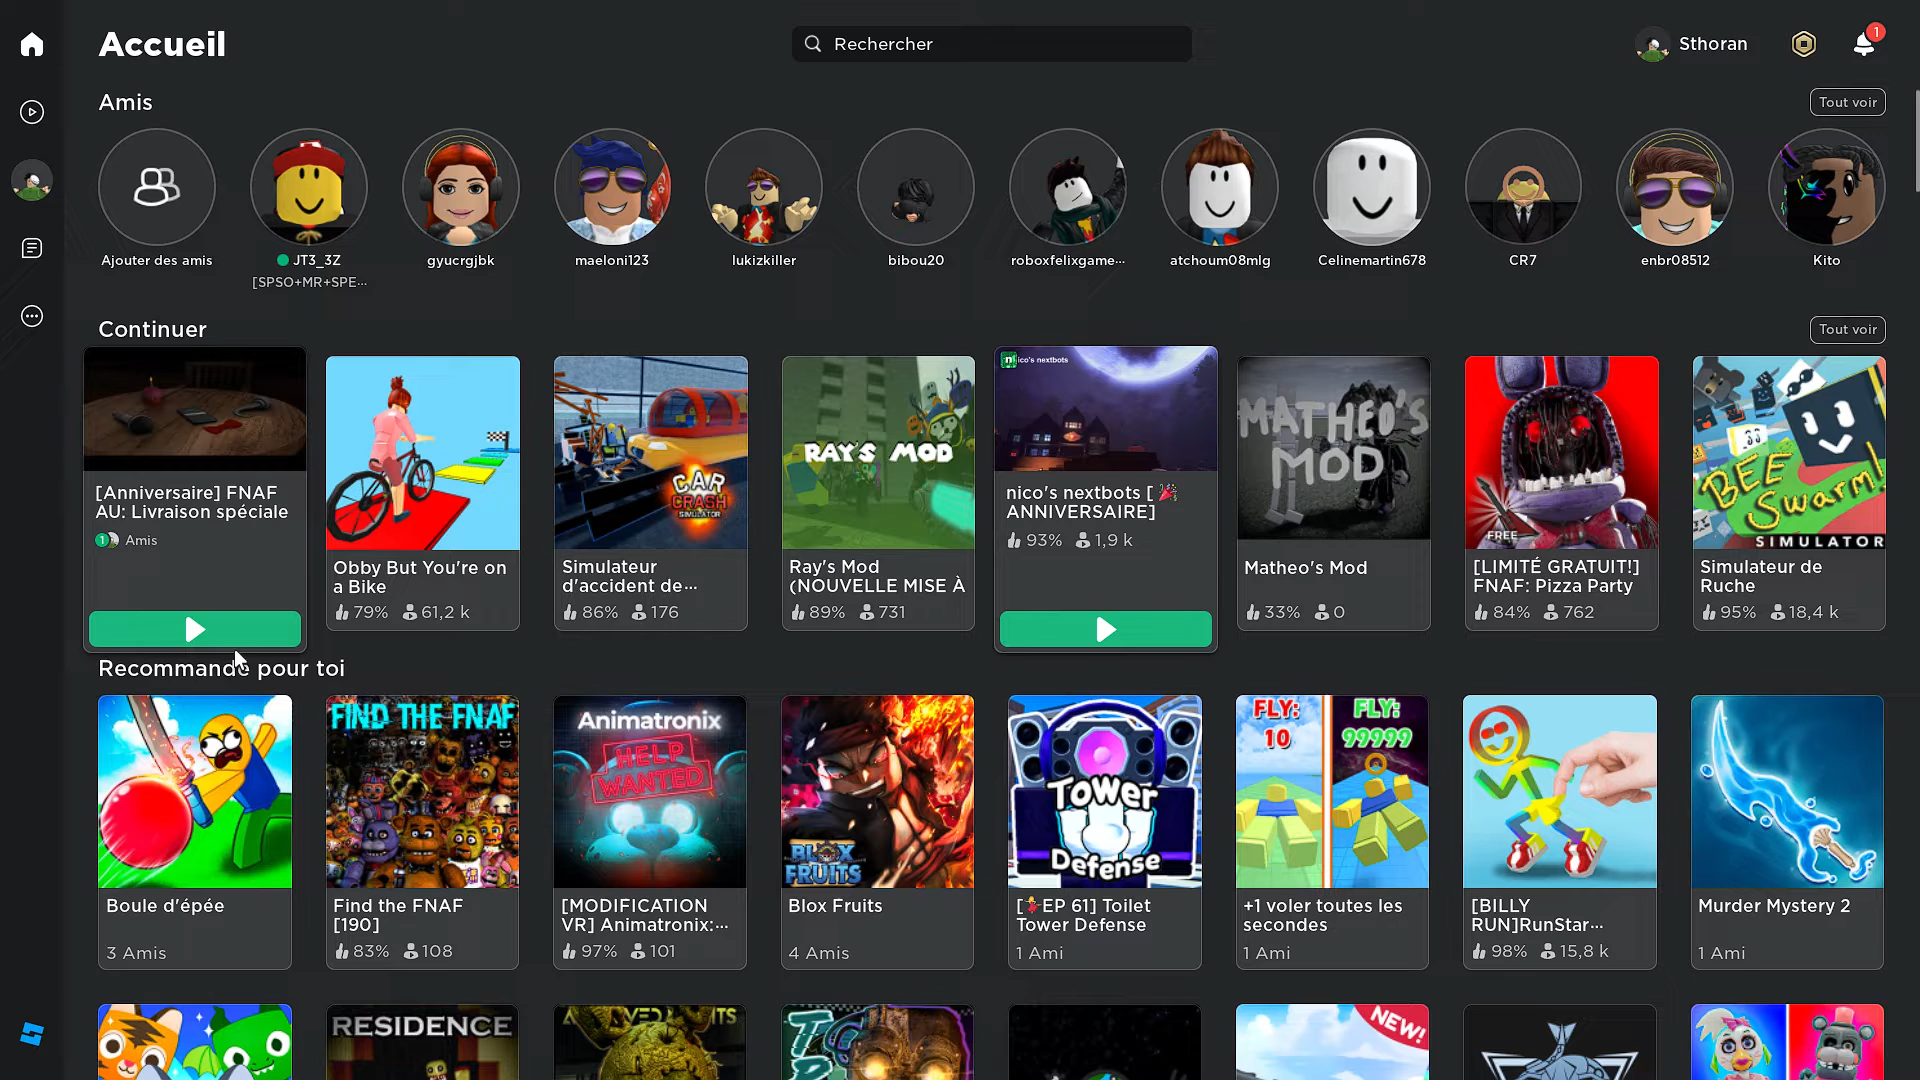 Accueil
Rechercher
Sthoran
1
Amis
Tout voir
Ajouter des amis
JT3_3Z
[SPSO+MR+SPE...
gyucrgjbk
maeloni123
lukizkiller
bibou20
roboxfelixgame...
atchoum08mlg
Celinemartin678
CR7
enbr08512
Kito
Continuer
Tout voir
[Anniversaire] FNAF
AU: Livraison spéciale
1 Amis
Obby But You're on
a Bike
79% 61,2 k
CAR
CRASH
SIMULATOR
Simulateur
d'accident de...
86% 176
RAY'S MOD
Ray's Mod
(NOUVELLE MISE À
89% 731
nico's nextbots
nico's nextbots [🎉
ANNIVERSAIRE]
93% 1,9 k
MATHEO'S
MOD
Matheo's Mod
33% 0
FREE
[LIMITÉ GRATUIT!]
FNAF: Pizza Party
84% 762
BEE
Swarm!
SIMULATOR
Simulateur de
Ruche
95% 18,4 k
Recommandé pour toi
Boule d'épée
3 Amis
FIND THE FNAF
Find the FNAF
[190]
83% 108
Animatronix
HELP
WANTED
[MODIFICATION
VR] Animatronix:...
97% 101
BLOX
FRUITS
Blox Fruits
4 Amis
Tower
Defense
[💃EP 61] Toilet
Tower Defense
1 Ami
FLY:
10
FLY:
99999
+1 voler toutes les
secondes
1 Ami
[BILLY
RUN]RunStar...
98% 15,8 k
Murder Mystery 2
1 Ami
RESIDENCE
NEW!